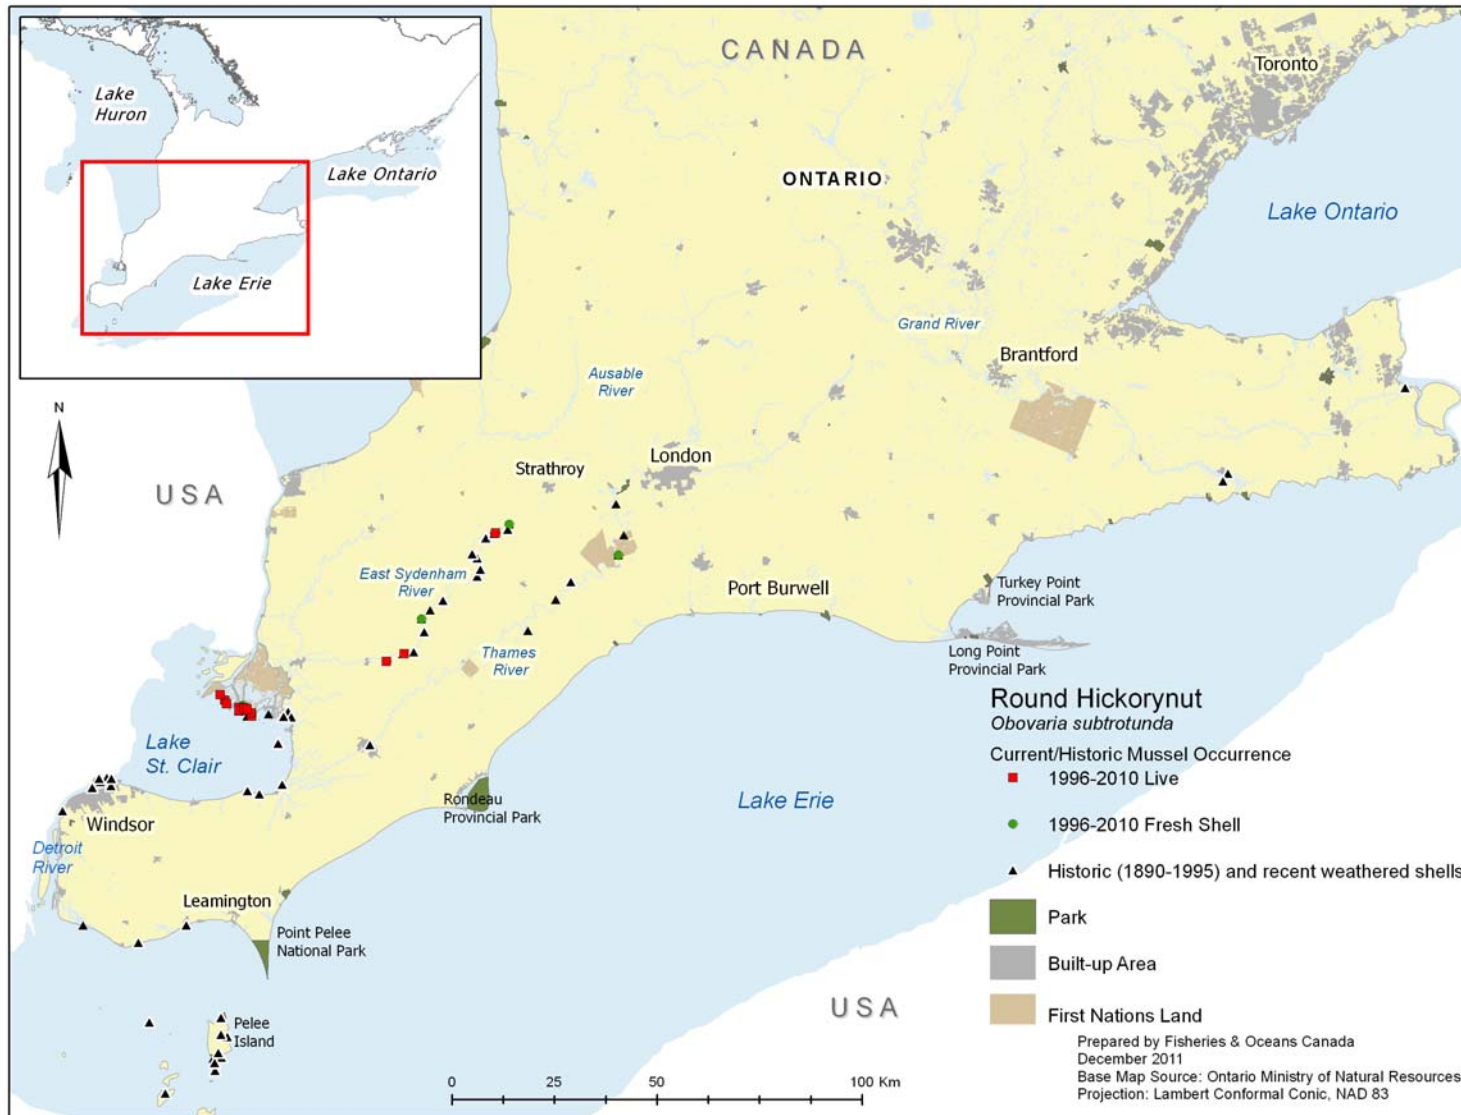 Lake
Huron
Lake Ontario
Lake Erie
CANADA
Toronto
ONTARIO
Lake Ontario
Grand River
Brantford
Ausable
River
N
USA
Strathroy
London
East Sydenham
River
Port Burwell
Turkey Point
Provincial Park
Thames
River
Long Point
Provincial Park
Lake
St. Clair
Rondeau
Provincial Park
Lake Erie
Windsor
Detroit
River
Leamington
Point Pelee
National Park
Pelee
Island
USA
Round Hickorynut
Obovaria subtrotunda
Current/Historic Mussel Occurrence
1996-2010 Live
1996-2010 Fresh Shell
Historic (1890-1995) and recent weathered shells
Park
Built-up Area
First Nations Land
Prepared by Fisheries & Oceans Canada
December 2011
Base Map Source: Ontario Ministry of Natural Resources
Projection: Lambert Conformal Conic, NAD 83
0 25 50 100 Km